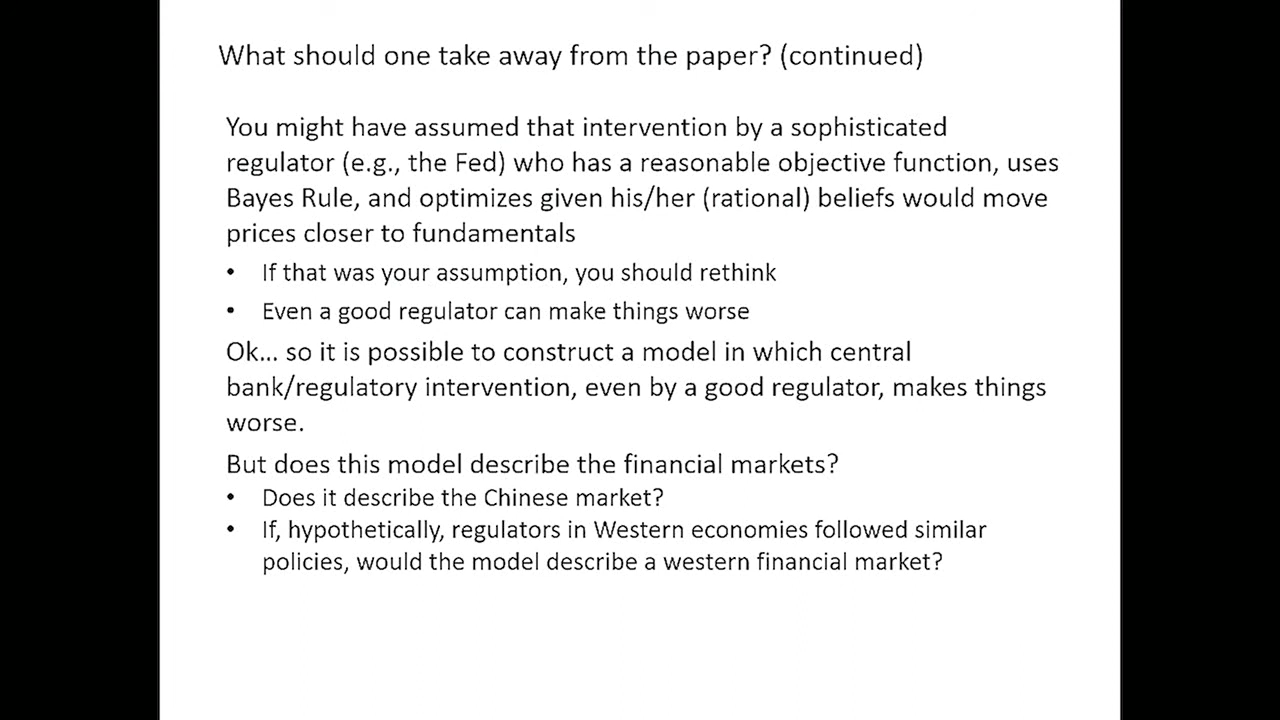 What should one take away from the paper? (continued)
You might have assumed that intervention by a sophisticated
regulator (e.g., the Fed) who has a reasonable objective function, uses
Bayes Rule, and optimizes given his/her (rational) beliefs would move
prices closer to fundamentals
• If that was your assumption, you should rethink
• Even a good regulator can make things worse
Ok... so it is possible to construct a model in which central
bank/regulatory intervention, even by a good regulator, makes things
worse.
But does this model describe the financial markets?
• Does it describe the Chinese market?
• If, hypothetically, regulators in Western economies followed similar
policies, would the model describe a western financial market?